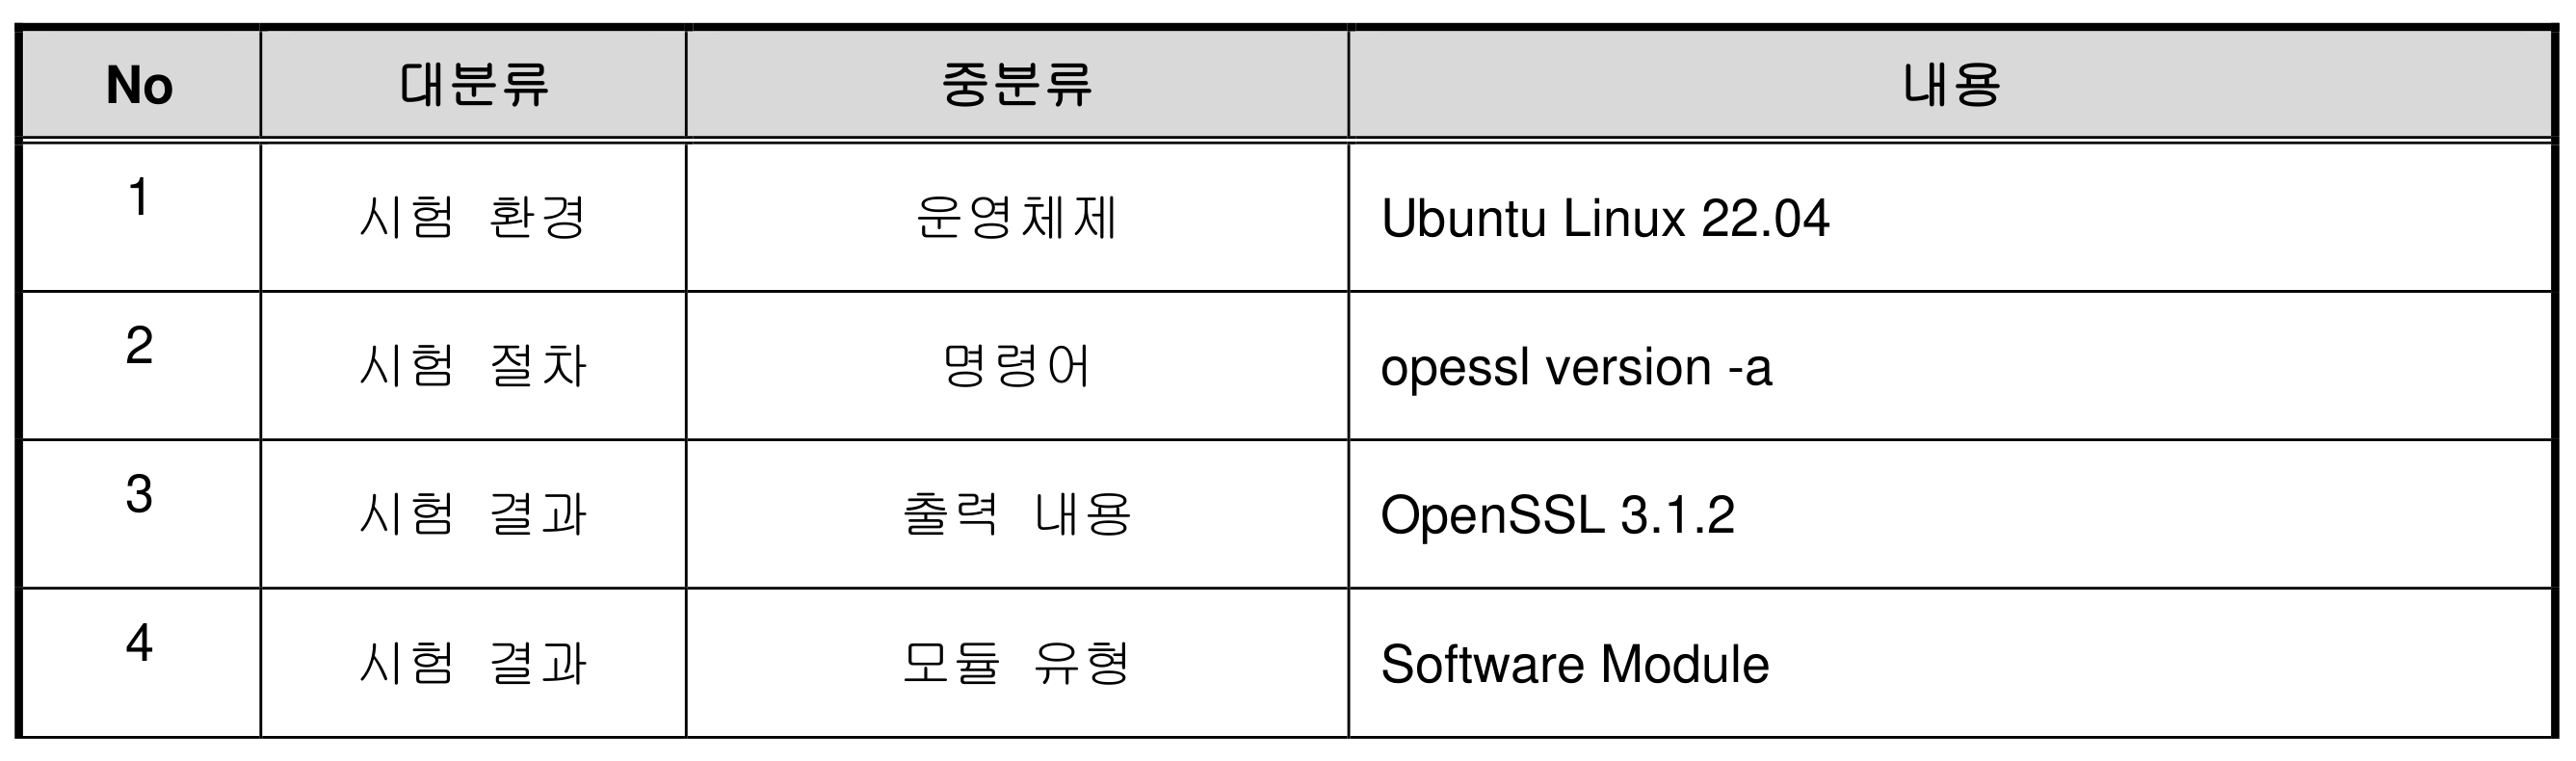 No 대분류 중분류 내용
1 시험 환경 운영체제 Ubuntu Linux 22.04
2 시험 절차 명령어 opessl version -a
3 시험 결과 출력 내용 OpenSSL 3.1.2
4 시험 결과 모듈 유형 Software Module